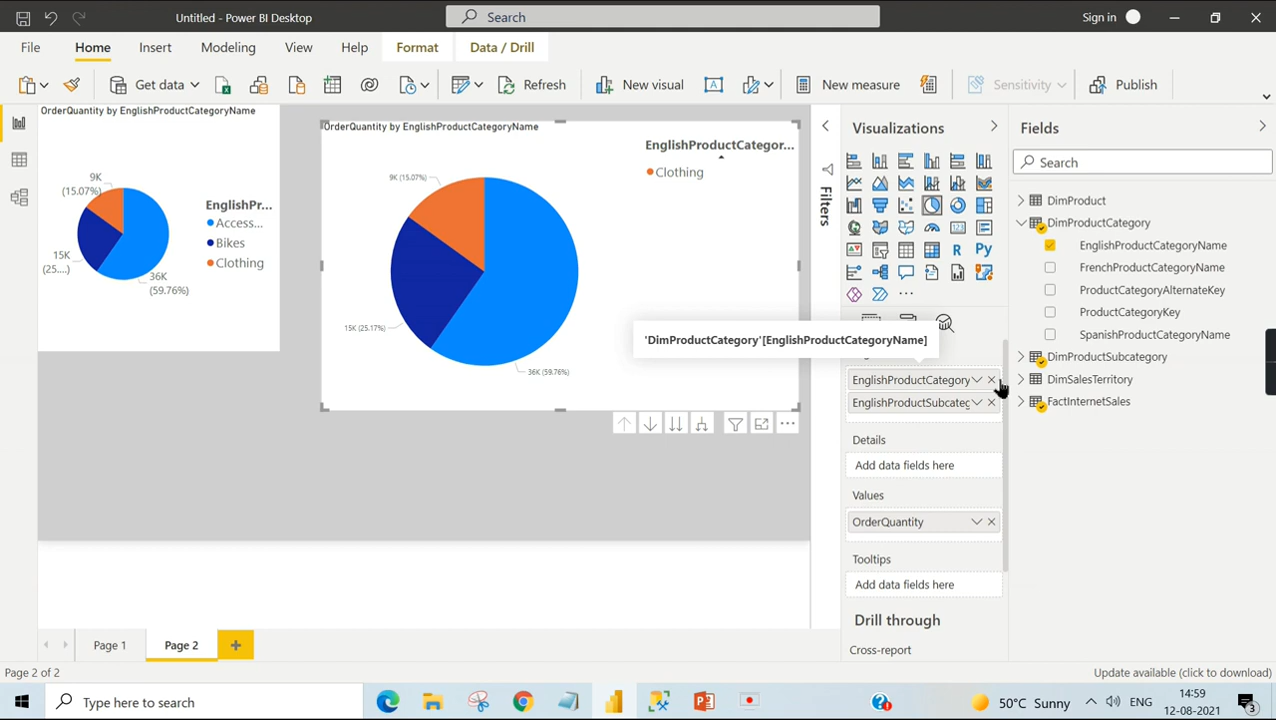 Untitled - Power BI Desktop
Search
Sign in
File
Home
Insert
Modeling
View
Help
Format
Data / Drill
Get data
Refresh
New visual
New measure
Sensitivity
Publish
OrderQuantity by EnglishProductCategoryName
9K
(15.07%)
15K
(25....)
36K
(59.76%)
EnglishPr...
Access...
Bikes
Clothing
OrderQuantity by EnglishProductCategoryName
9K (15.07%)
15K (25.17%)
36K (59.76%)
EnglishProductCategor...
Clothing
Filters
Visualizations
R
Py
'DimProductCategory'[EnglishProductCategoryName]
EnglishProductCategory
EnglishProductSubcateg
Details
Add data fields here
Values
OrderQuantity
Tooltips
Add data fields here
Drill through
Cross-report
Fields
Search
DimProduct
DimProductCategory
EnglishProductCategoryName
FrenchProductCategoryName
ProductCategoryAlternateKey
ProductCategoryKey
SpanishProductCategoryName
DimProductSubcategory
DimSalesTerritory
FactInternetSales
Page 1
Page 2
Page 2 of 2
Update available (click to download)
Type here to search
50°C Sunny
ENG
14:59
12-08-2021
3